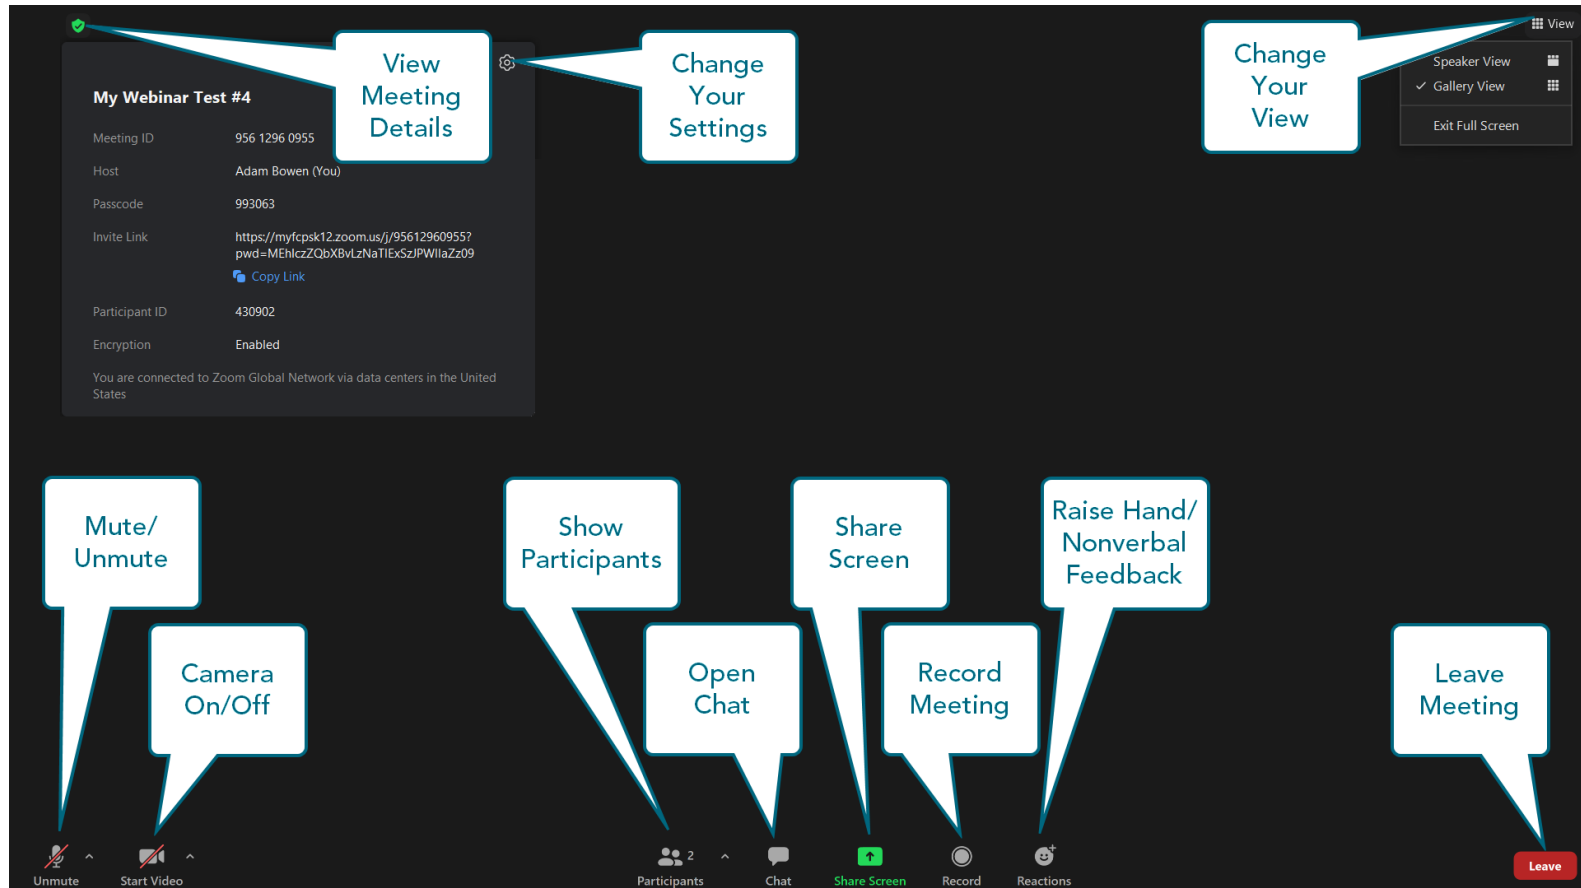 View
View
Meeting
Details
Change
Your
Settings
Change
Your
View
Speaker View
Gallery View
Exit Full Screen
My Webinar Test #4
Meeting ID 956 1296 0955
Host Adam Bowen (You)
Passcode 993063
Invite Link https://myfcpsk12.zoom.us/j/95612960955?
pwd=MEhlczZQbXBvLzNaTlExSzJPWllaZz09
Copy Link
Participant ID 430902
Encryption Enabled
You are connected to Zoom Global Network via data centers in the United
States
Mute/
Unmute
Camera
On/Off
Show
Participants
Open
Chat
Share
Screen
Record
Meeting
Raise Hand/
Nonverbal
Feedback
Leave
Meeting
Unmute
Start Video
2
Participants
Chat
Share Screen
Record
Reactions
Leave